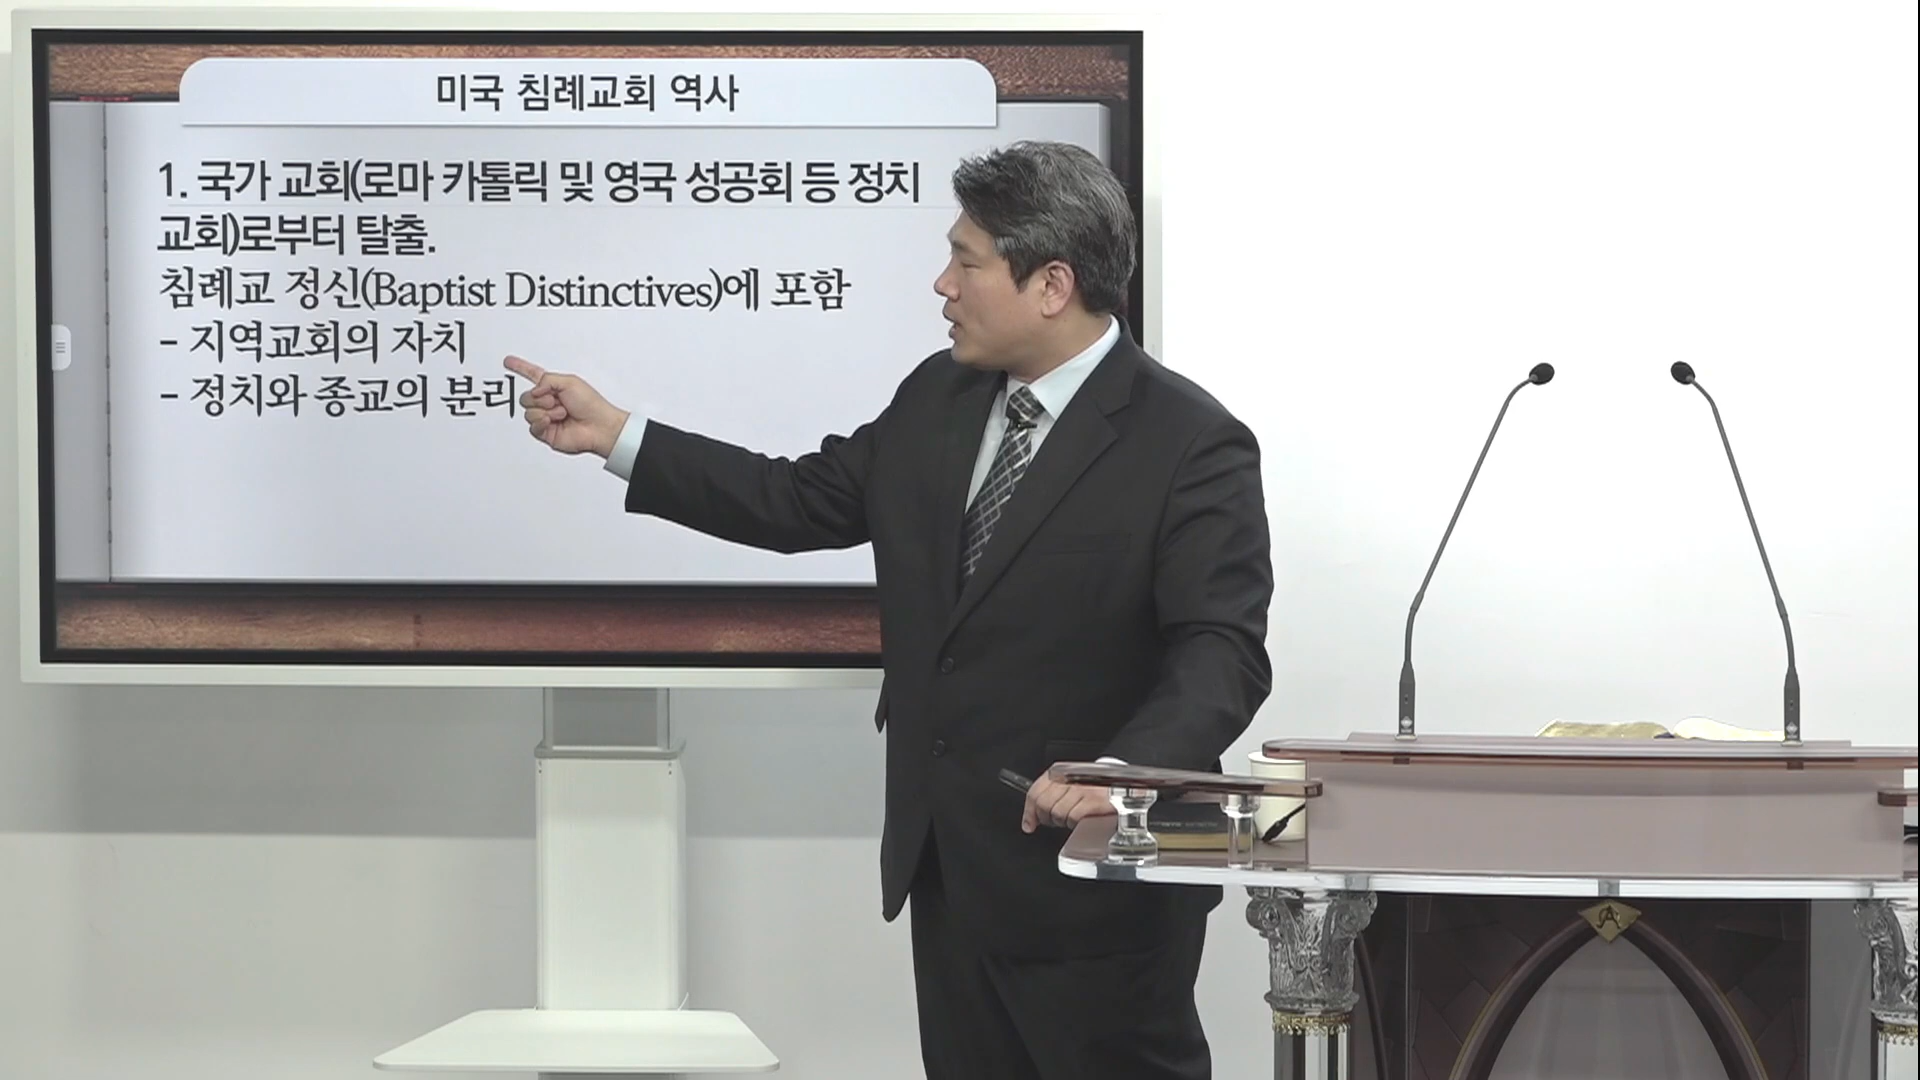 미국 침례교회 역사
1. 국가 교회(로마 카톨릭 및 영국 성공회 등 정치
교회)로부터 탈출.
침례교 정신(Baptist Distinctives)에 포함
- 지역교회의 자치
- 정치와 종교의 분리